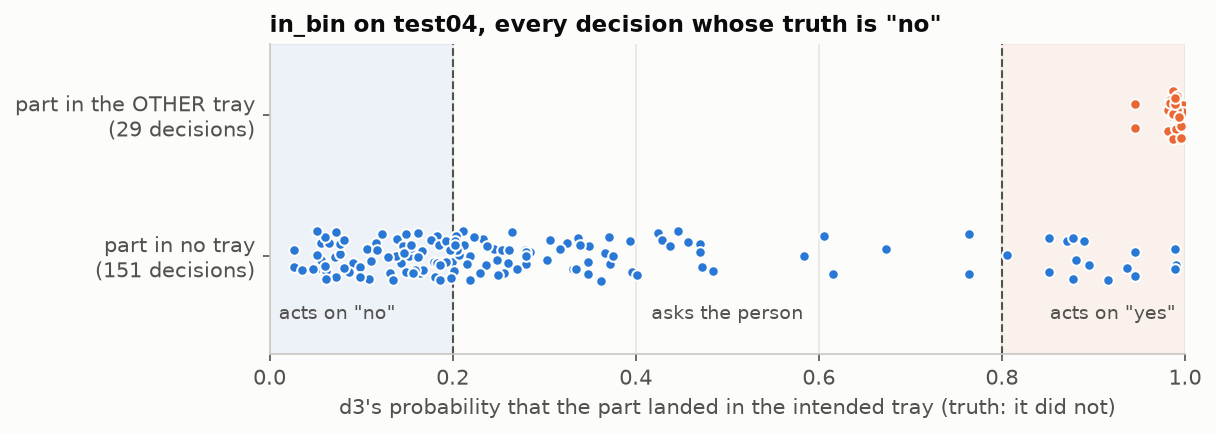 in_bin on test04, every decision whose truth is "no"
part in the OTHER tray
(29 decisions)
part in no tray
(151 decisions)
acts on "no"
asks the person
acts on "yes"
0.0 0.2 0.4 0.6 0.8 1.0
d3's probability that the part landed in the intended tray (truth: it did not)